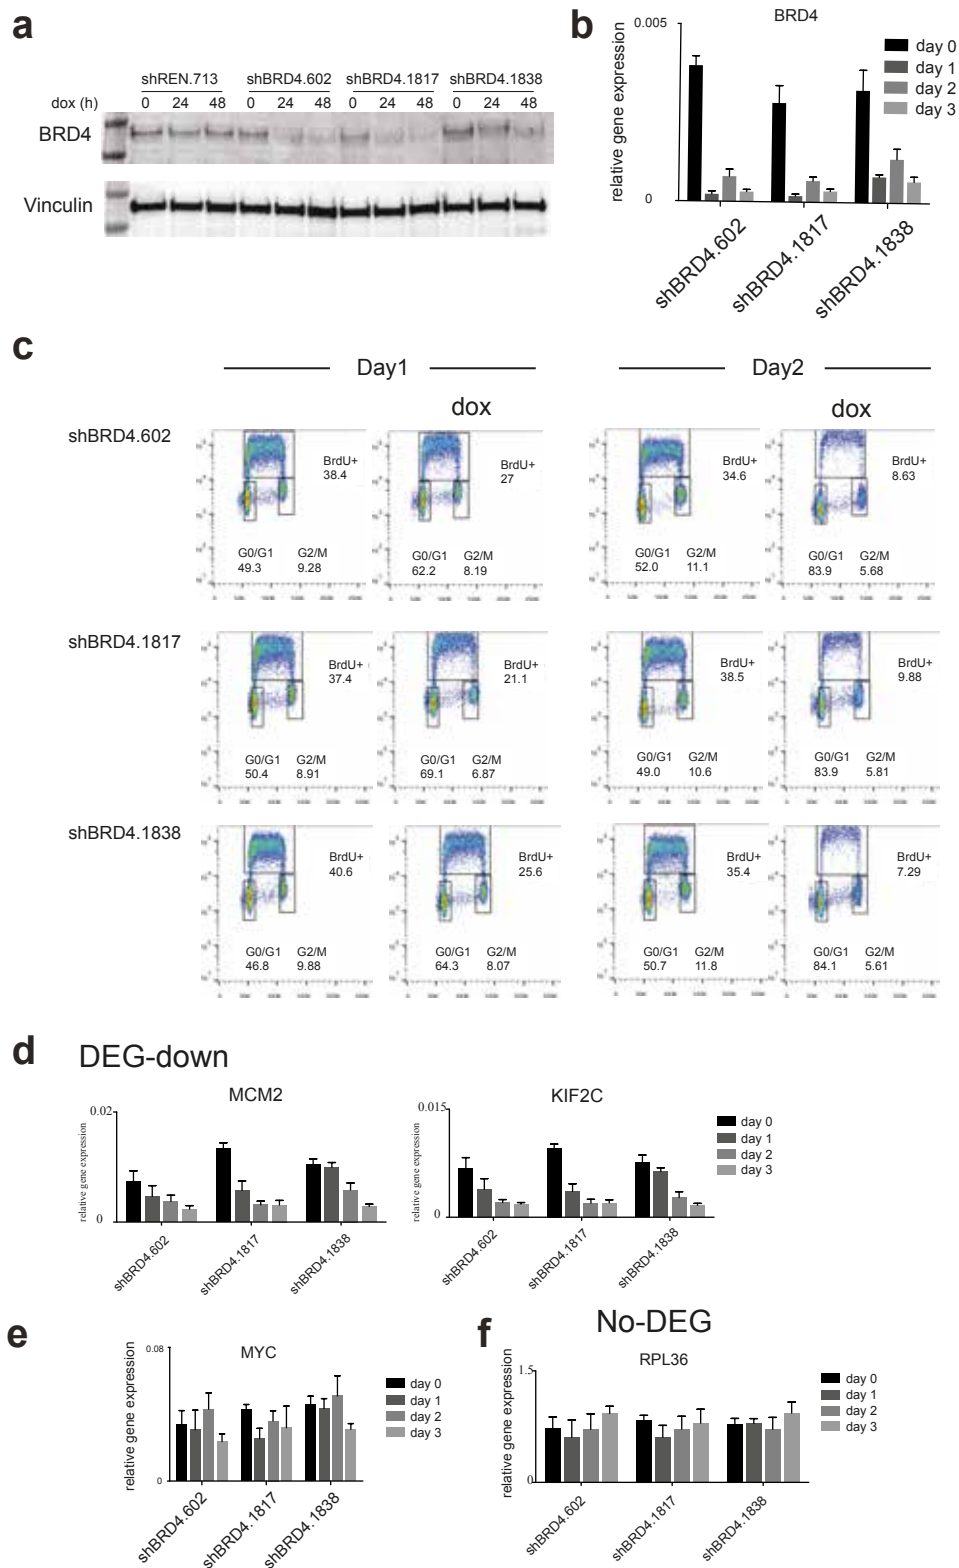 a
shREN.713 shBRD4.602 shBRD4.1817 shBRD4.1838
dox (h) 0 24 48 0 24 48 0 24 48 0 24 48
BRD4
Vinculin
b
BRD4
relative gene expression
0.005
0
day 0
day 1
day 2
day 3
shBRD4.602
shBRD4.1817
shBRD4.1838
c
Day1 Day2
dox dox
shBRD4.602
BrdU+
38.4
G0/G1 G2/M
49.3 9.28
BrdU+
27
G0/G1 G2/M
62.2 8.19
BrdU+
34.6
G0/G1 G2/M
52.0 11.1
BrdU+
8.63
G0/G1 G2/M
83.9 5.68
shBRD4.1817
BrdU+
37.4
G0/G1 G2/M
50.4 8.91
BrdU+
21.1
G0/G1 G2/M
69.1 6.87
BrdU+
38.5
G0/G1 G2/M
49.0 10.6
BrdU+
9.88
G0/G1 G2/M
83.9 5.81
shBRD4.1838
BrdU+
40.6
G0/G1 G2/M
46.8 9.88
BrdU+
25.6
G0/G1 G2/M
64.3 8.07
BrdU+
35.4
G0/G1 G2/M
50.7 11.8
BrdU+
7.29
G0/G1 G2/M
84.1 5.61
d DEG-down
MCM2
relative gene expression
0.02
0
shBRD4.602
shBRD4.1817
shBRD4.1838
KIF2C
relative gene expression
0.015
0
shBRD4.602
shBRD4.1817
shBRD4.1838
day 0
day 1
day 2
day 3
e
MYC
relative gene expression
0.08
0
shBRD4.602
shBRD4.1817
shBRD4.1838
day 0
day 1
day 2
day 3
f
No-DEG
RPL36
relative gene expression
1.5
0
shBRD4.602
shBRD4.1817
shBRD4.1838
day 0
day 1
day 2
day 3